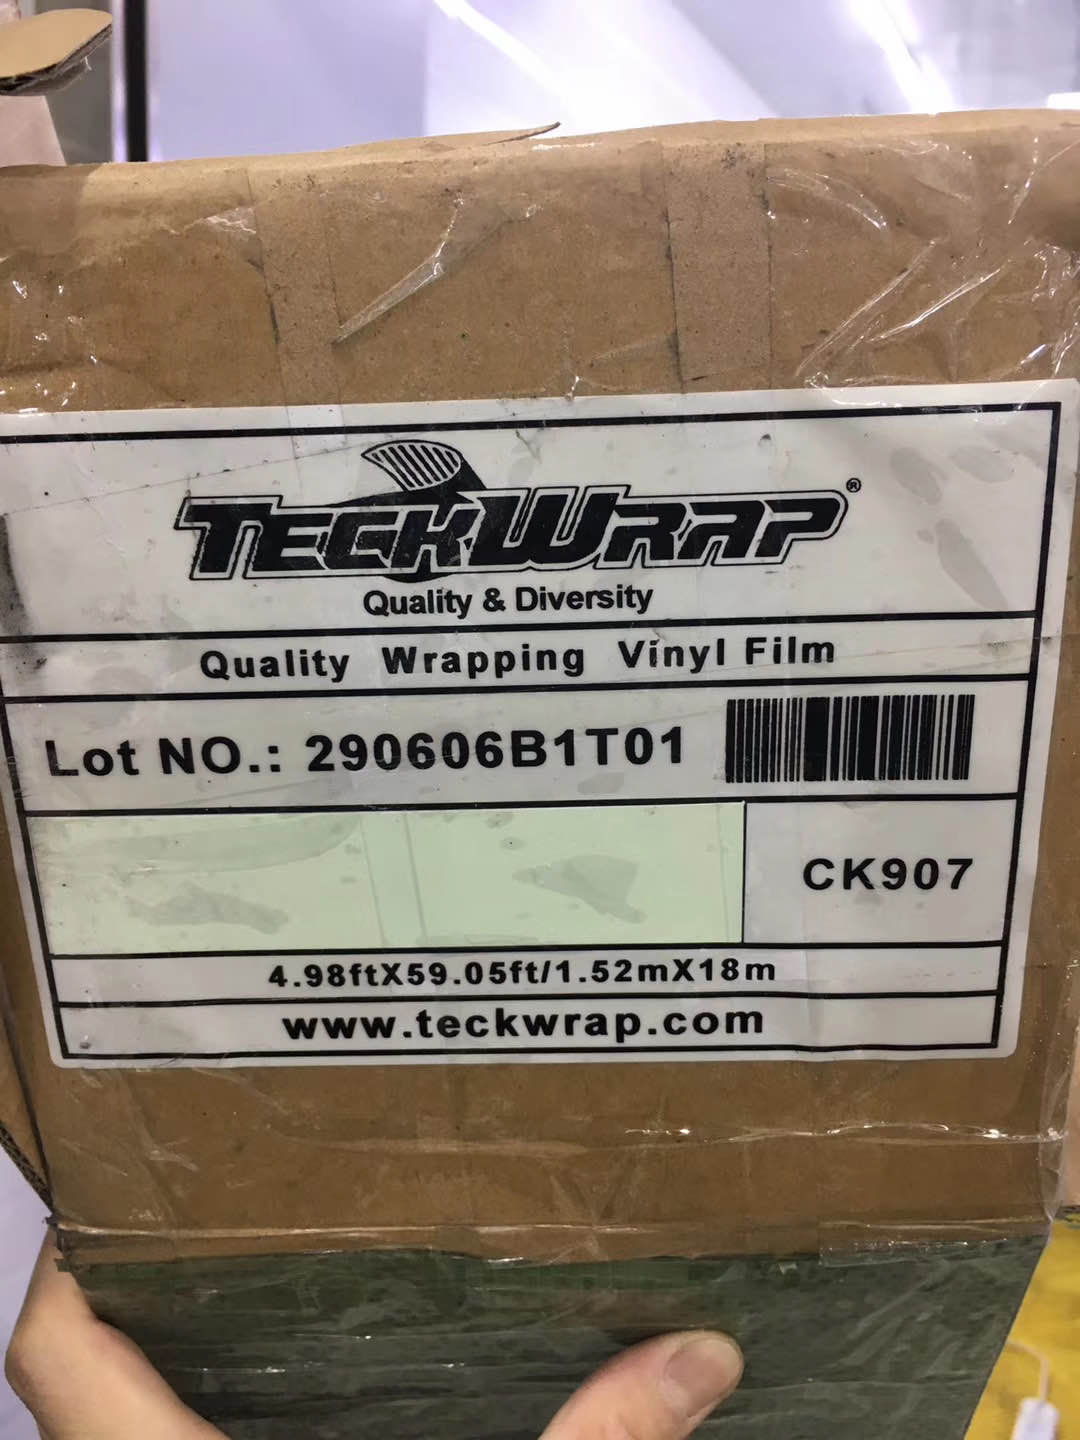 TECKWRAP®
Quality & Diversity
Quality Wrapping Vinyl Film
Lot NO.: 290606B1T01
CK907
4.98ftX59.05ft/1.52mX18m
www.teckwrap.com